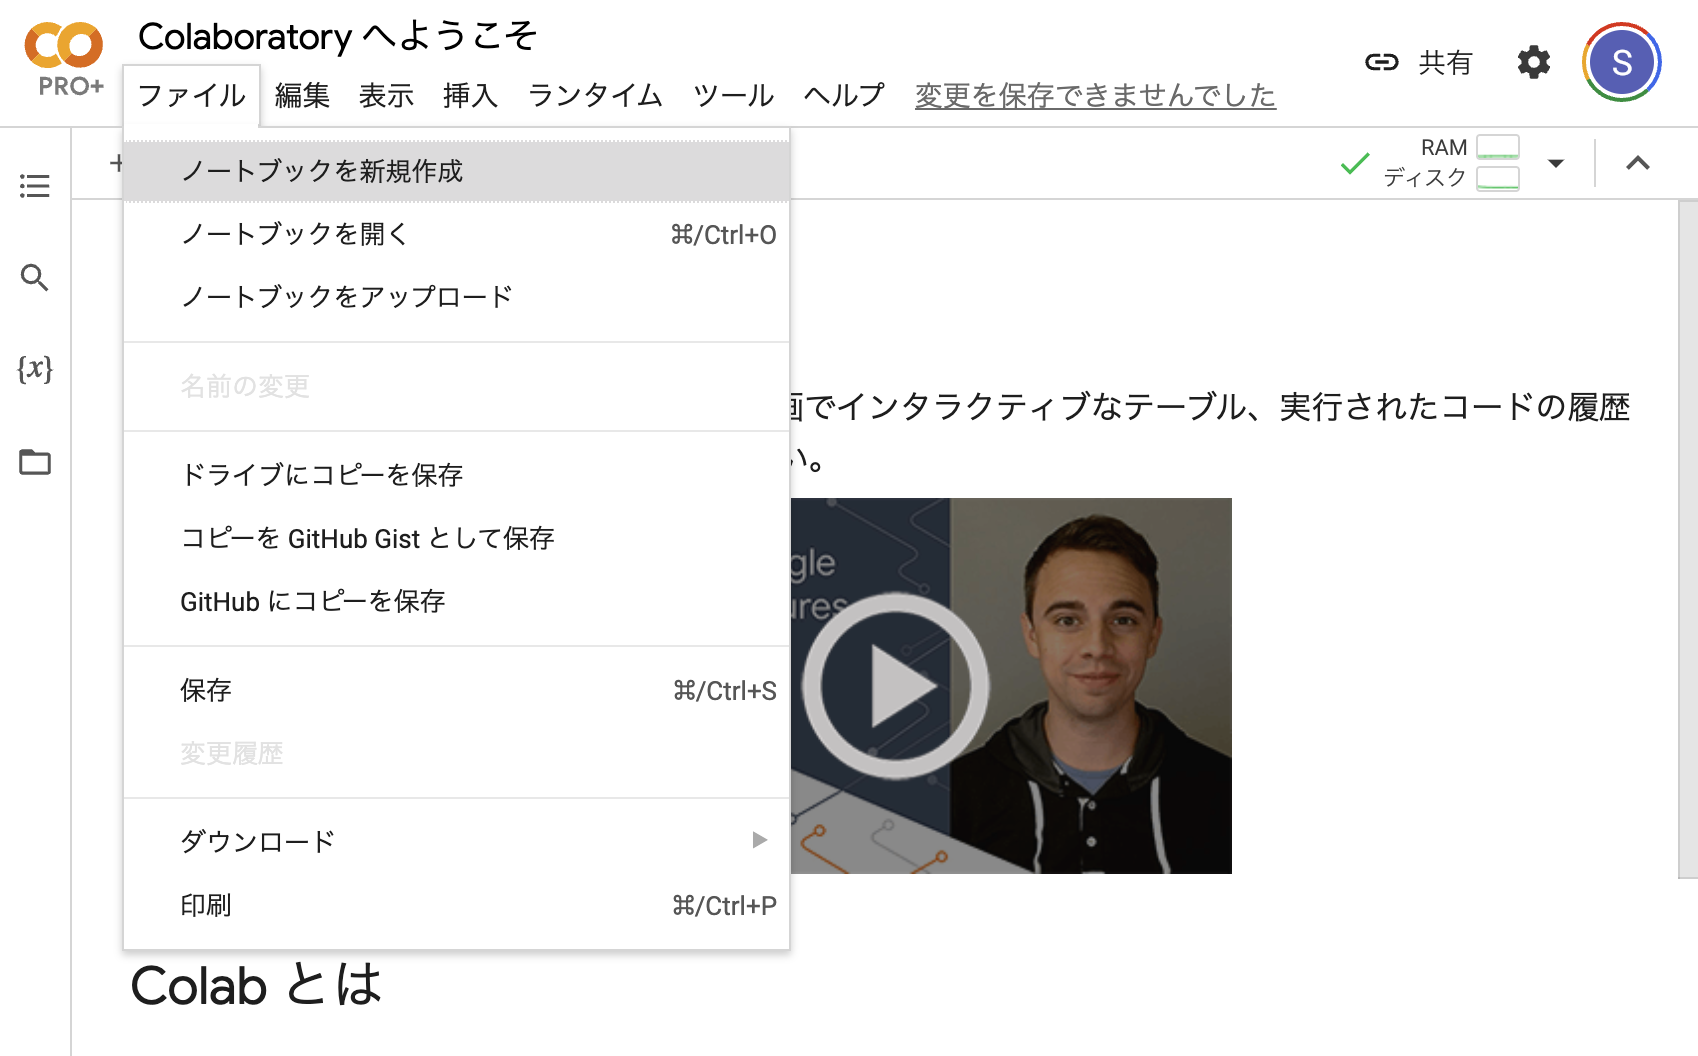 Colaboratory へようこそ
PRO+
ファイル 編集 表示 挿入 ランタイム ツール ヘルプ 変更を保存できませんでした
共有
S
RAM
ディスク
+
{x}
ノートブックを新規作成
ノートブックを開く ⌘/Ctrl+O
ノートブックをアップロード
名前の変更
ドライブにコピーを保存
コピーを GitHub Gist として保存
GitHub にコピーを保存
保存 ⌘/Ctrl+S
変更履歴
ダウンロード
印刷 ⌘/Ctrl+P
画でインタラクティブなテーブル、実行されたコードの履歴
い。
gle
ures
Colab とは